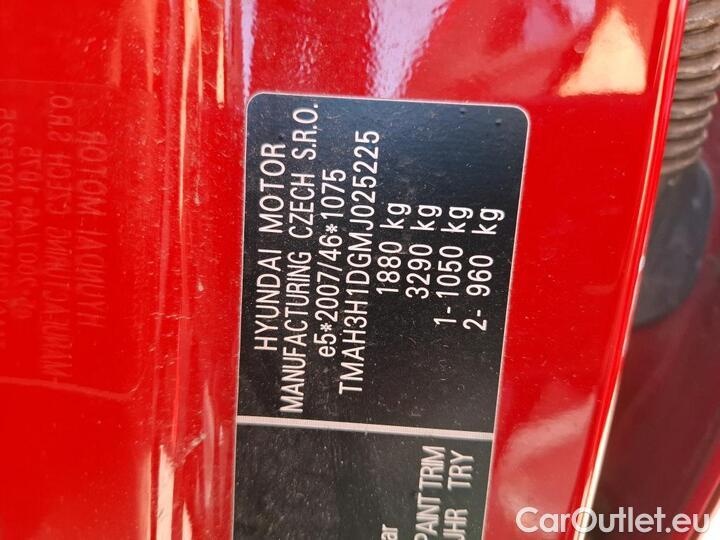 HYUNDAI MOTOR
MANUFACTURING CZECH S.R.O.
e5*2007/46*1075
TMAH3H1DGMJ025225
1880 kg
3290 kg
1-1050 kg
2- 960 kg
PAINT TRIM
UHR TRY
CarOutlet.eu